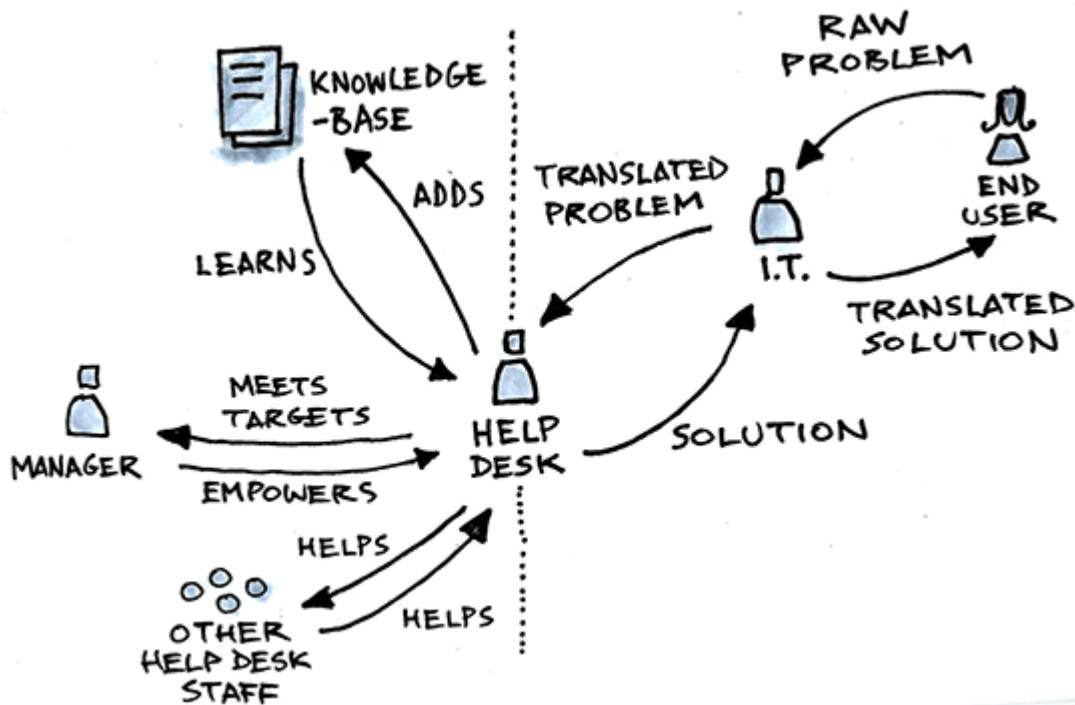 RAW
PROBLEM
KNOWLEDGE
-BASE
ADDS
TRANSLATED
PROBLEM
END
USER
LEARNS
I.T.
TRANSLATED
SOLUTION
MEETS
TARGETS
HELP
DESK
SOLUTION
MANAGER
EMPOWERS
HELPS
HELPS
OTHER
HELP DESK
STAFF